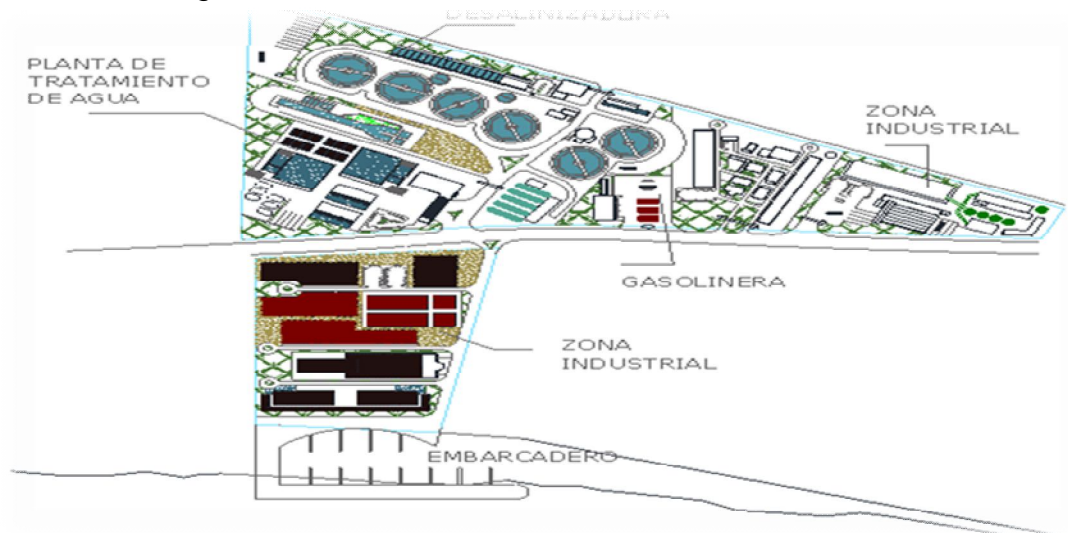 DESALINIZADORA
PLANTA DE
TRATAMIENTO
DE AGUA
ZONA
INDUSTRIAL
GASOLINERA
ZONA
INDUSTRIAL
EMBARCADERO